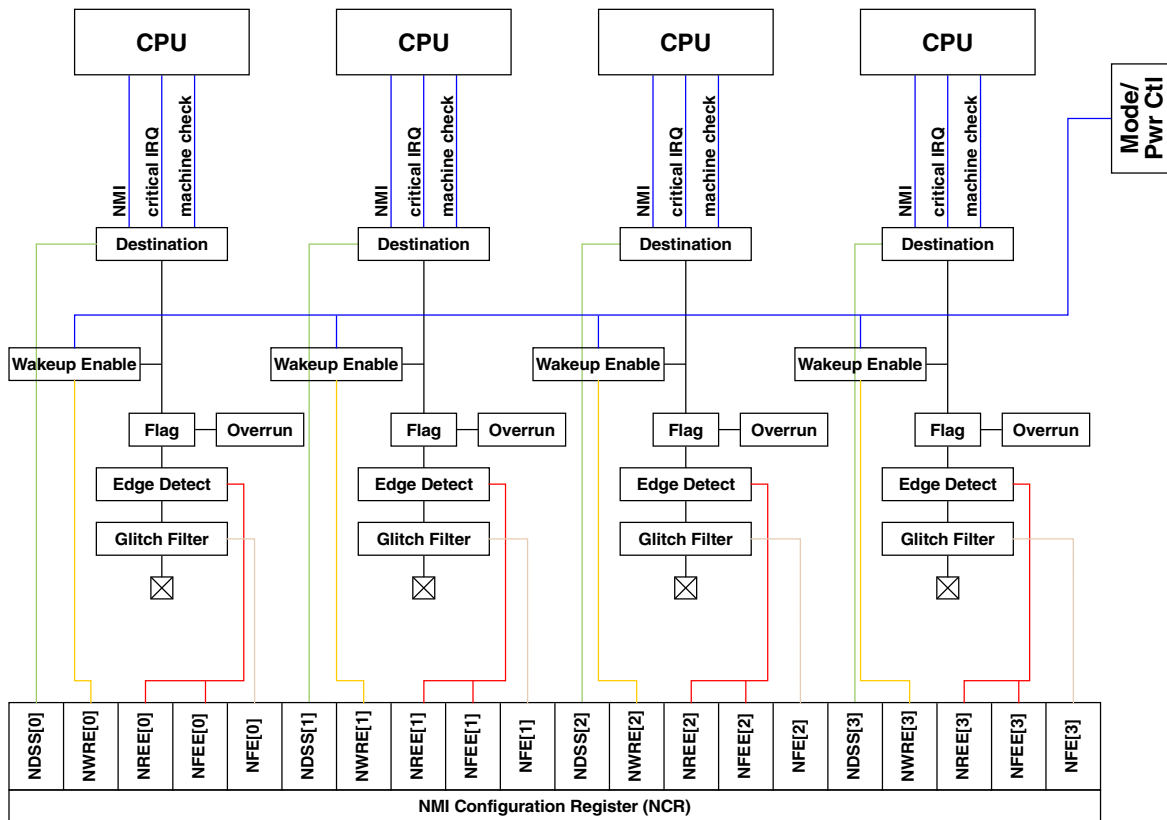 CPU
CPU
CPU
CPU
Mode/
Pwr Ctl
NMI
critical IRQ
machine check
NMI
critical IRQ
machine check
NMI
critical IRQ
machine check
NMI
critical IRQ
machine check
Destination
Destination
Destination
Destination
Wakeup Enable
Wakeup Enable
Wakeup Enable
Wakeup Enable
Flag
Overrun
Flag
Overrun
Flag
Overrun
Flag
Overrun
Edge Detect
Edge Detect
Edge Detect
Edge Detect
Glitch Filter
Glitch Filter
Glitch Filter
Glitch Filter
NDSS[0]
NWRE[0]
NREE[0]
NFEE[0]
NFE[0]
NDSS[1]
NWRE[1]
NREE[1]
NFEE[1]
NFE[1]
NDSS[2]
NWRE[2]
NREE[2]
NFEE[2]
NFE[2]
NDSS[3]
NWRE[3]
NREE[3]
NFEE[3]
NFE[3]
NMI Configuration Register (NCR)